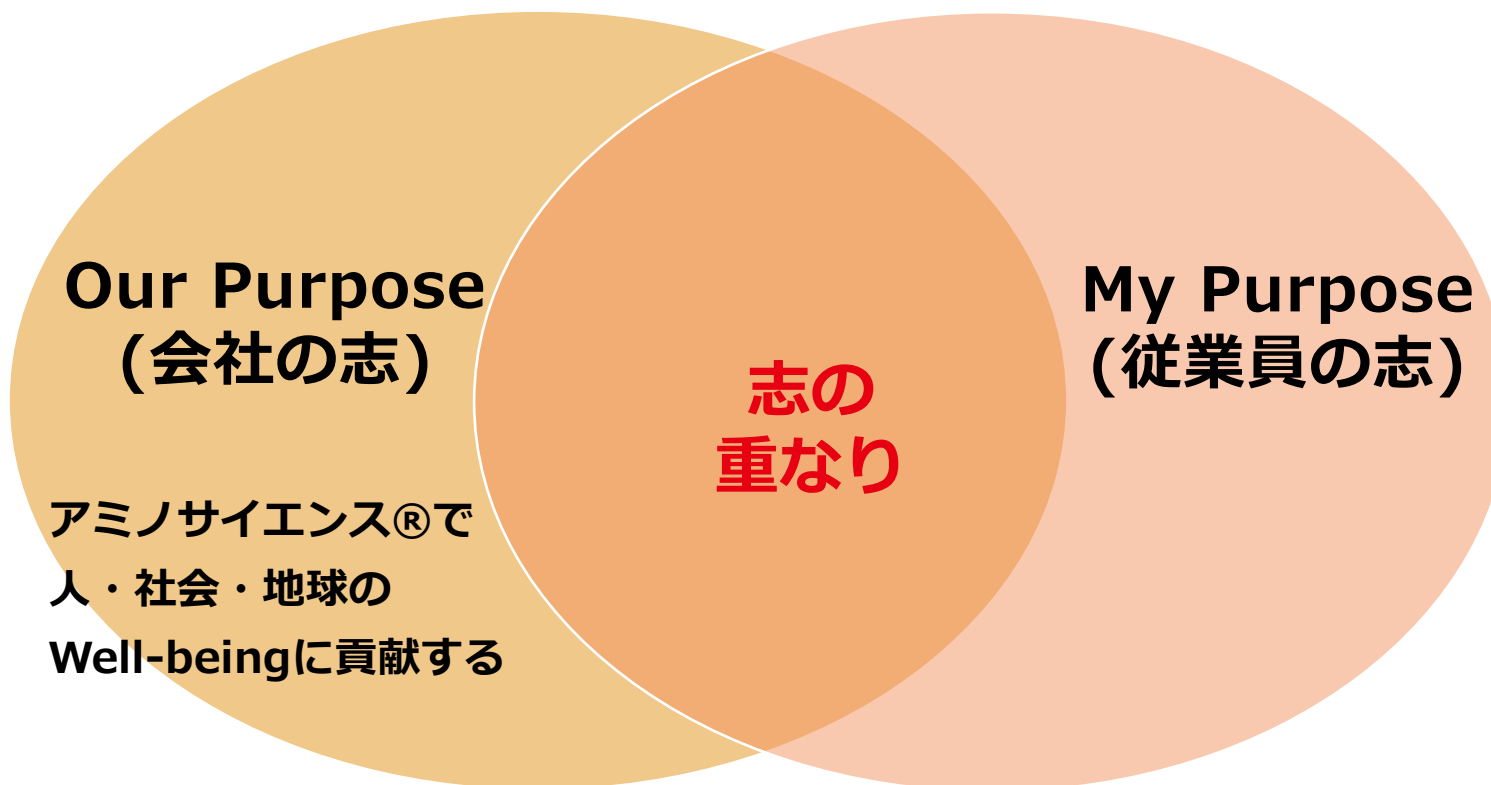 Our Purpose
(会社の志)
アミノサイエンス®で
人・社会・地球の
Well-beingに貢献する
志の
重なり
My Purpose
(従業員の志)